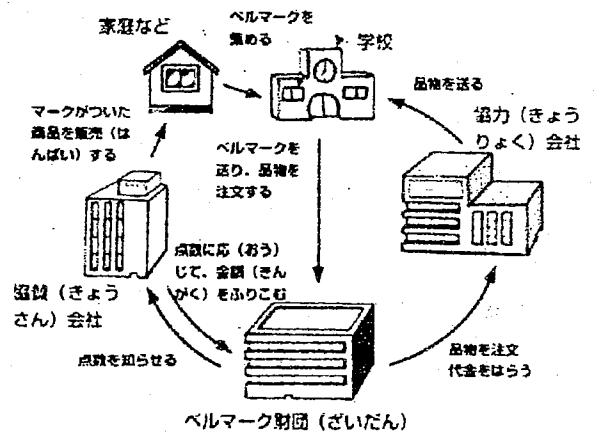 家庭など
ベルマークを
集める
学校
品物を送る
マークがついた
商品を販売(は
んばい)する
協力(きょう
りょく)会社
ベルマークを
送り、品物を
注文する
点数に応(おう)
じて、金額(きん
がく)をふりこむ
協賛(きょう
さん)会社
点数を知らせる
品物を注文
代金をはらう
ベルマーク財団(ざいだん)